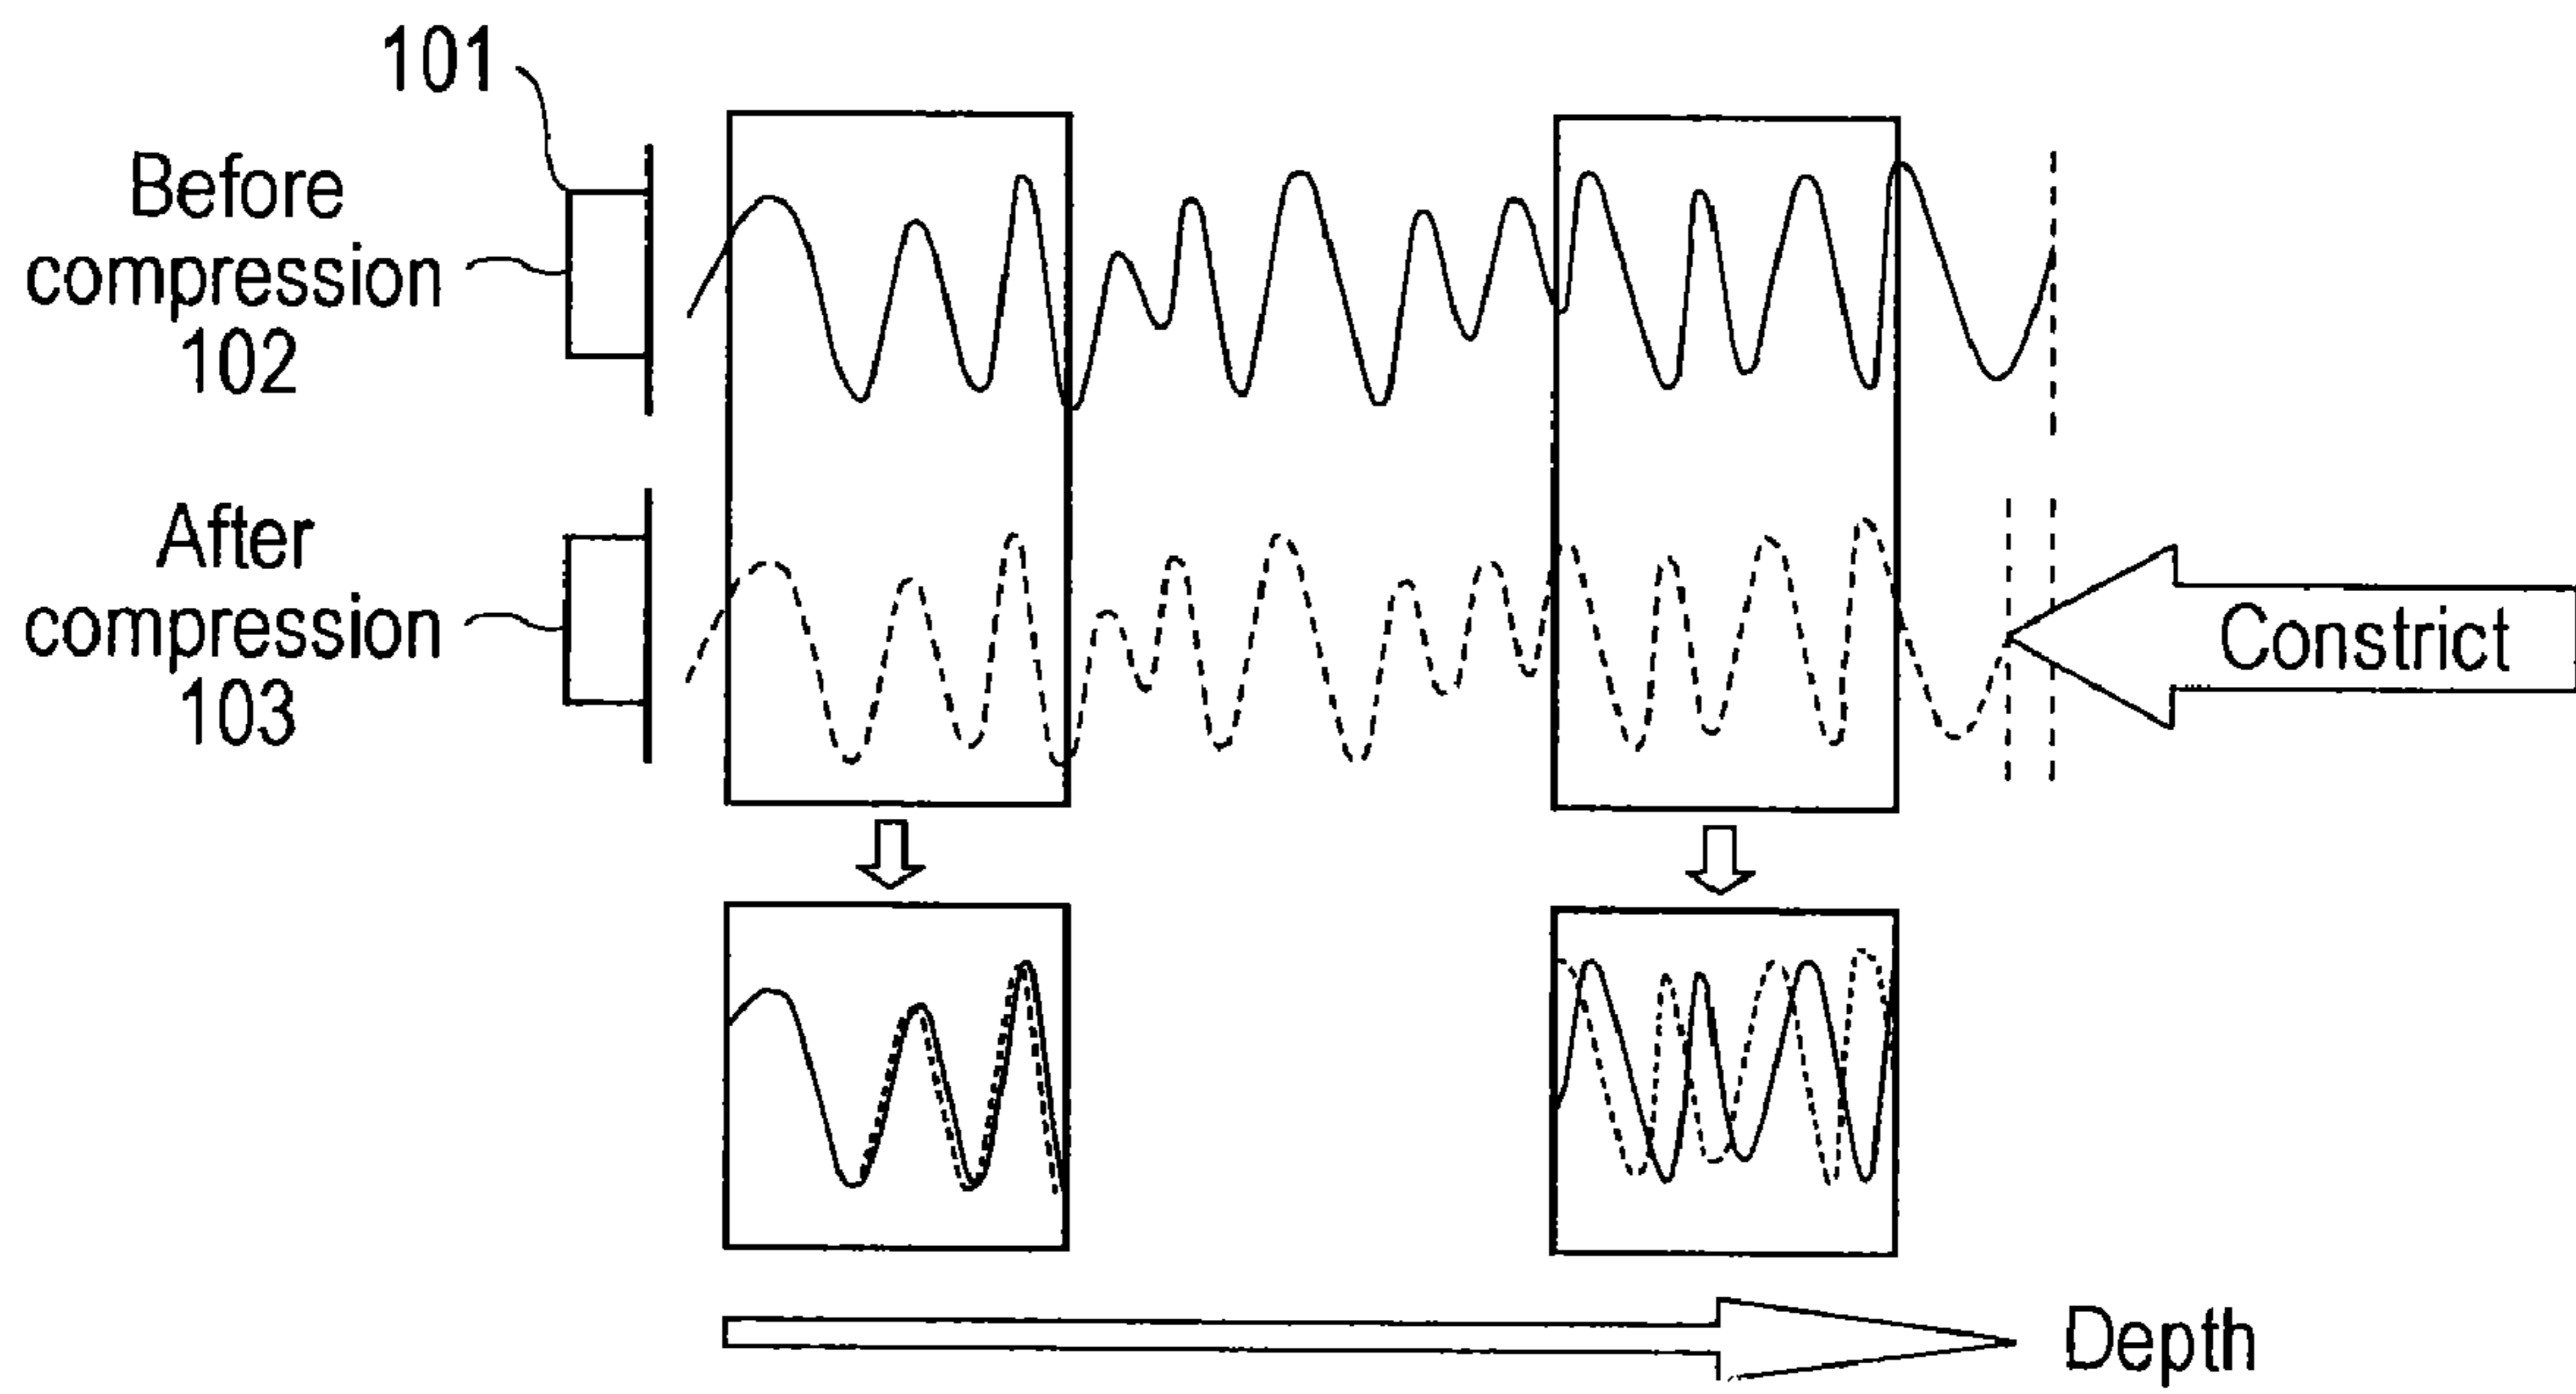 101
Before
compression
102
After
compression
103
Constrict
Depth